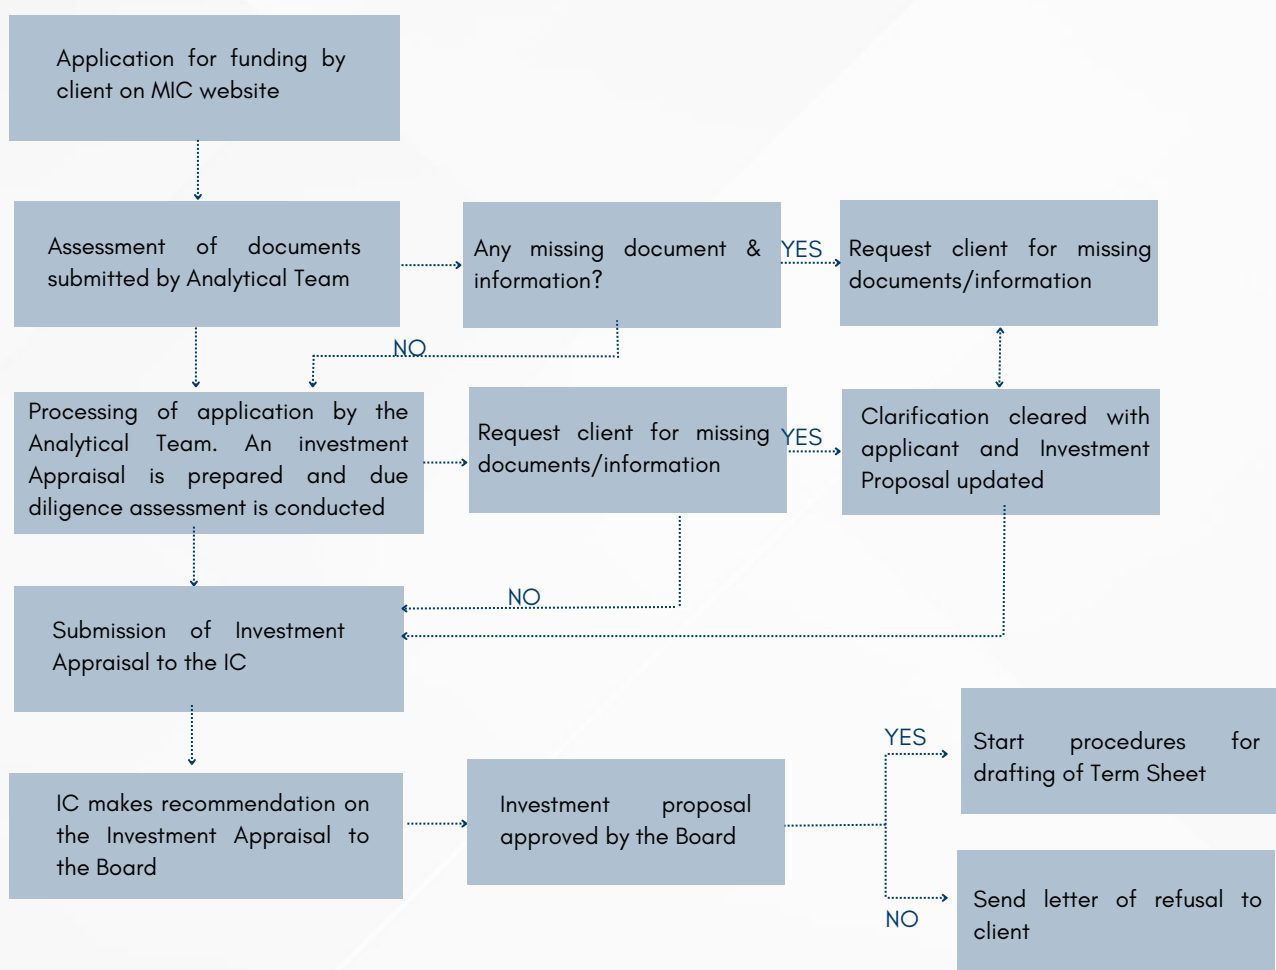 Application for funding by
client on MIC website
Assessment of documents
submitted by Analytical Team
Any missing document &
information?
YES
Request client for missing
documents/information
NO
Processing of application by the
Analytical Team. An investment
Appraisal is prepared and due
diligence assessment is conducted
Request client for missing
documents/information
YES
Clarification cleared with
applicant and Investment
Proposal updated
NO
Submission of Investment
Appraisal to the IC
IC makes recommendation on
the Investment Appraisal to
the Board
Investment proposal
approved by the Board
YES
Start procedures for
drafting of Term Sheet
NO
Send letter of refusal to
client